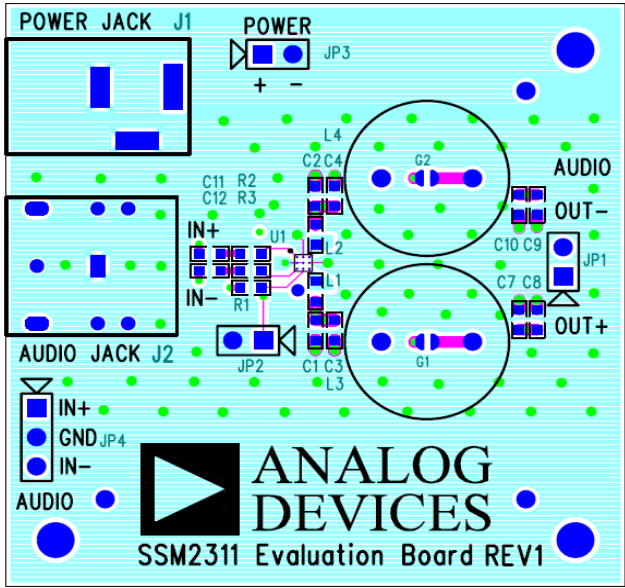 POWER JACK J1
POWER
JP3
+ -
L4
C2 C4
G2
AUDIO
C11 R2
C12 R3
OUT-
IN+
U1
L2
C10 C9
JP1
IN-
R1
L1
C7 C8
OUT+
AUDIO JACK J2
JP2
C1 C3
L3
G1
IN+
GND JP4
IN-
AUDIO
ANALOG
DEVICES
SSM2311 Evaluation Board REV1